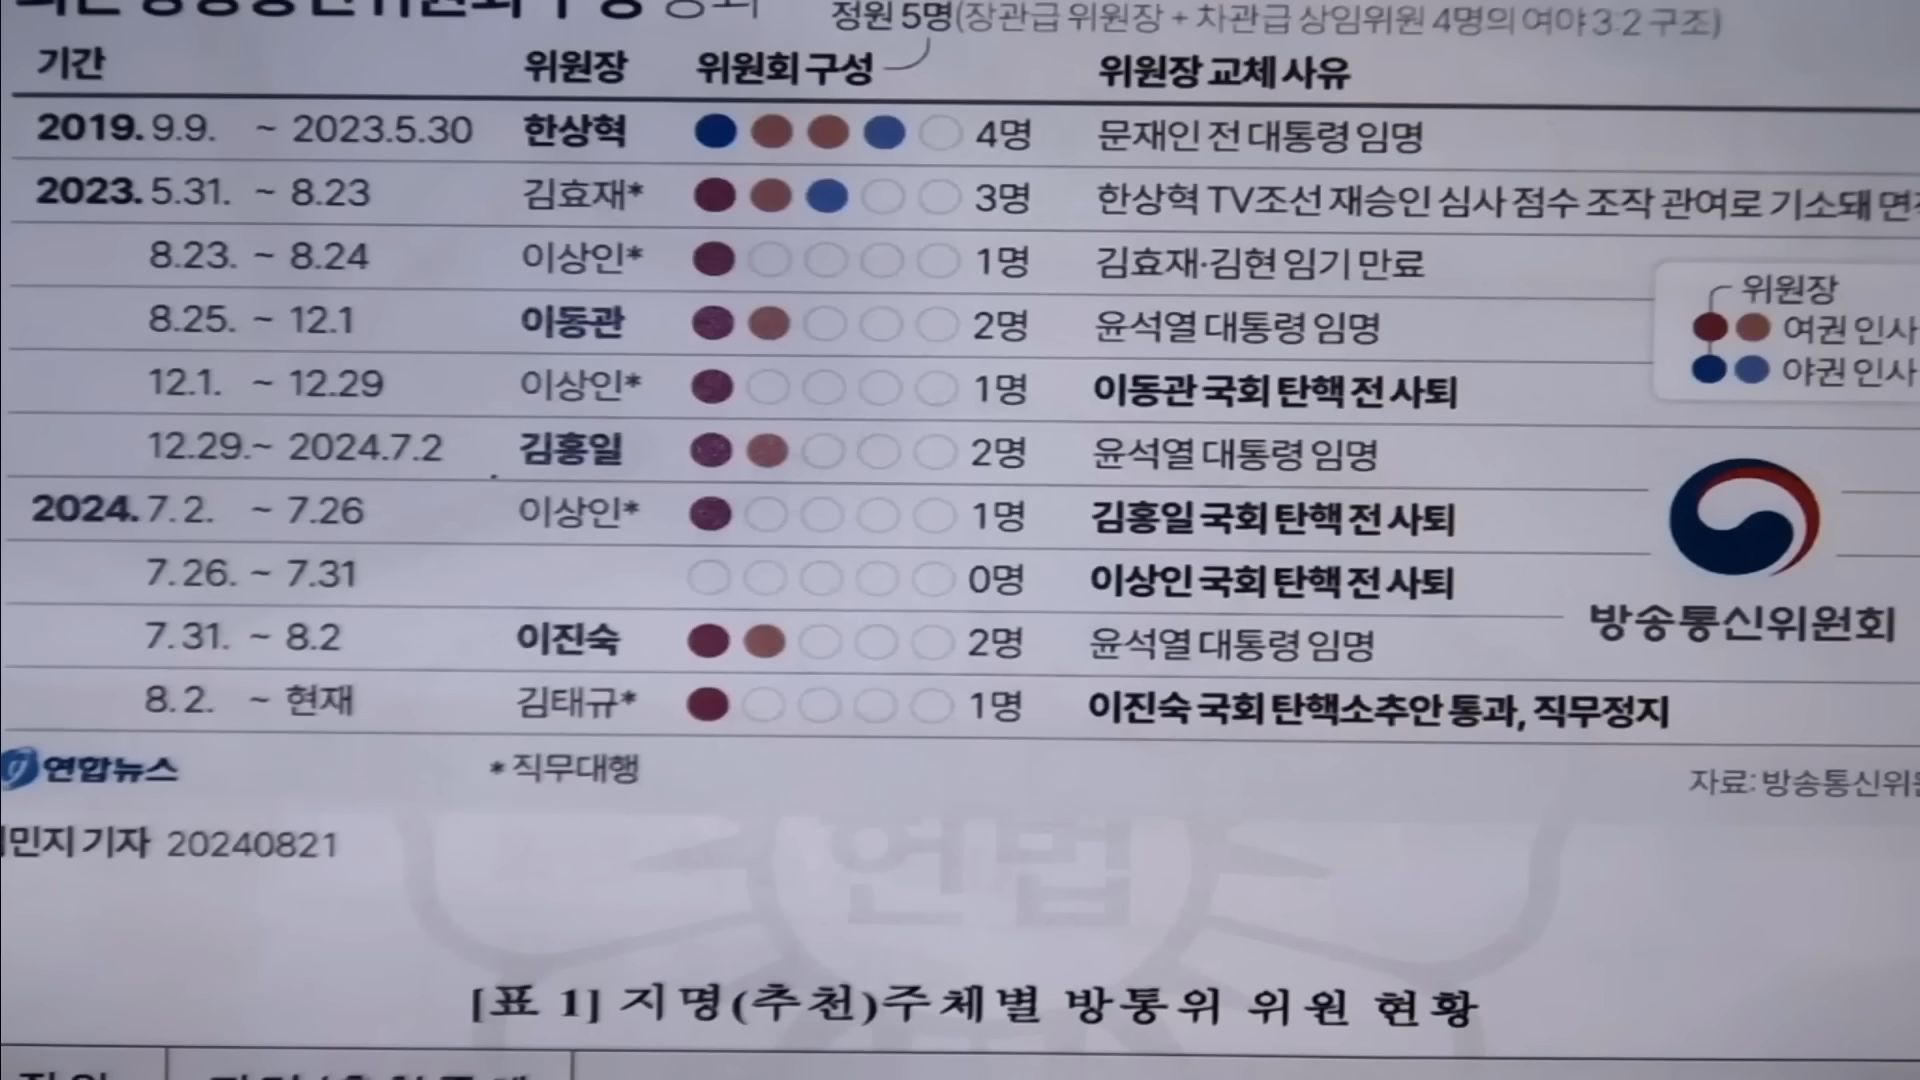 정원 5명(장관급 위원장 + 차관급 상임위원 4명의 여야 3:2 구조)
기간 위원장 위원회 구성 위원장 교체 사유
2019. 9.9. ~ 2023.5.30 한상혁 4명 문재인 전 대통령 임명
2023. 5.31. ~ 8.23 김효재* 3명 한상혁 TV조선 재승인 심사 점수 조작 관여로 기소돼
8.23. ~ 8.24 이상인* 1명 김효재·김현 임기 만료
8.25. ~ 12.1 이동관 2명 윤석열 대통령 임명
12.1. ~ 12.29 이상인* 1명 이동관 국회 탄핵 전 사퇴
12.29.~ 2024.7.2 김홍일 2명 윤석열 대통령 임명
2024. 7.2. ~ 7.26 이상인* 1명 김홍일 국회 탄핵 전 사퇴
7.26. ~ 7.31 0명 이상인 국회 탄핵 전 사퇴
7.31. ~ 8.2 이진숙 2명 윤석열 대통령 임명
8.2. ~ 현재 김태규* 1명 이진숙 국회 탄핵소추안 통과, 직무정지
위원장
여권 인사
야권 인사
방송통신위원회
연합뉴스 *직무대행
자료: 방송통신위
민지 기자 20240821
[표 1] 지명(추천)주체별 방통위 위원 현황